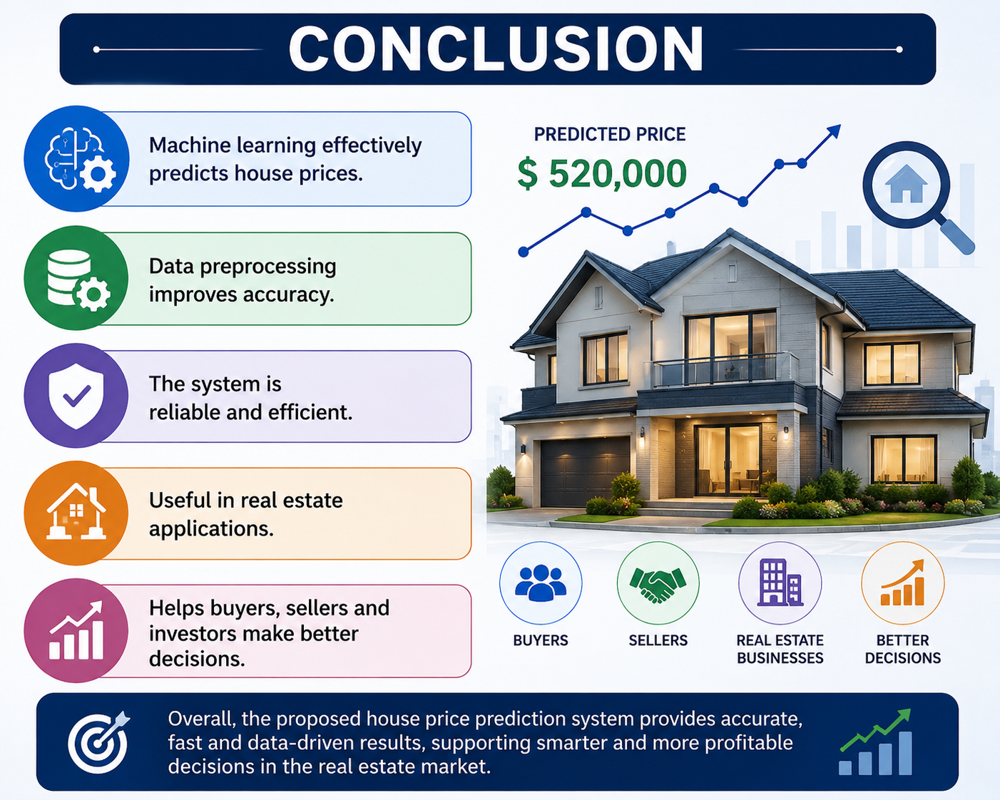 CONCLUSION
Machine learning effectively
predicts house prices.
Data preprocessing
improves accuracy.
The system is
reliable and efficient.
Useful in real estate
applications.
Helps buyers, sellers and
investors make better
decisions.
PREDICTED PRICE
$ 520,000
BUYERS
SELLERS
REAL ESTATE
BUSINESSES
BETTER
DECISIONS
Overall, the proposed house price prediction system provides accurate,
fast and data-driven results, supporting smarter and more profitable
decisions in the real estate market.